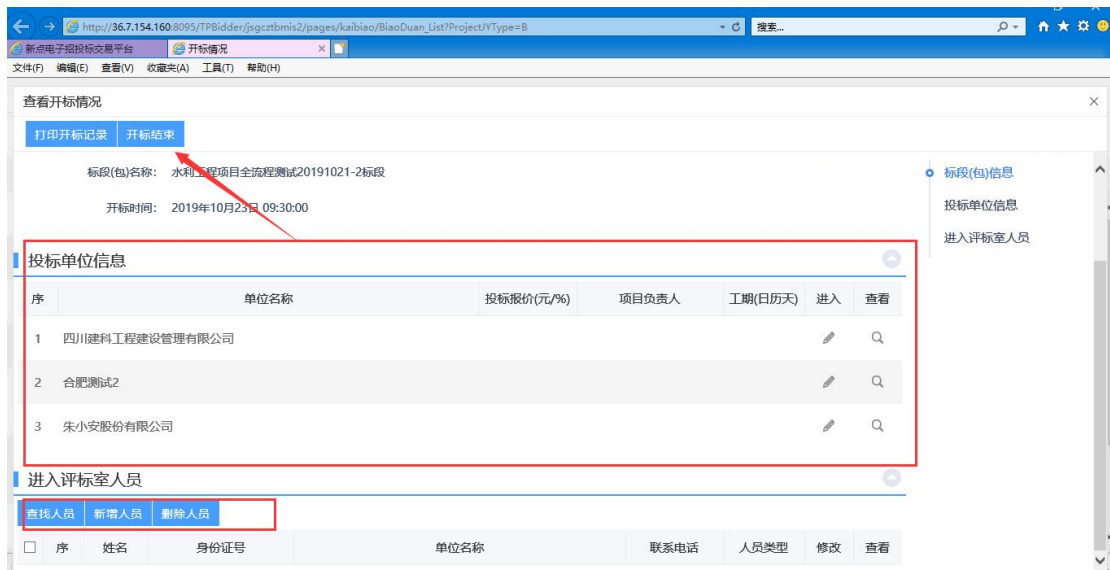 http://36.7.154.160:8095/TPBidder/jsgcztbmis2/pages/kaibiao/BiaoDuan_List?ProjectJYType=B 搜索...
新点电子招投标交易平台 开标情况
文件(F) 编辑(E) 查看(V) 收藏夹(A) 工具(T) 帮助(H)
查看开标情况
打印开标记录 开标结束
标段(包)名称: 水利工程项目全流程测试20191021-2标段
标段(包)信息
开标时间: 2019年10月23日 09:30:00
投标单位信息
进入评标室人员
投标单位信息
序 单位名称 投标报价(元/%) 项目负责人 工期(日历天) 进入 查看
1 四川建科工程建设管理有限公司
2 合肥测试2
3 朱小安股份有限公司
进入评标室人员
查找人员 新增人员 删除人员
序 姓名 身份证号 单位名称 联系电话 人员类型 修改 查看